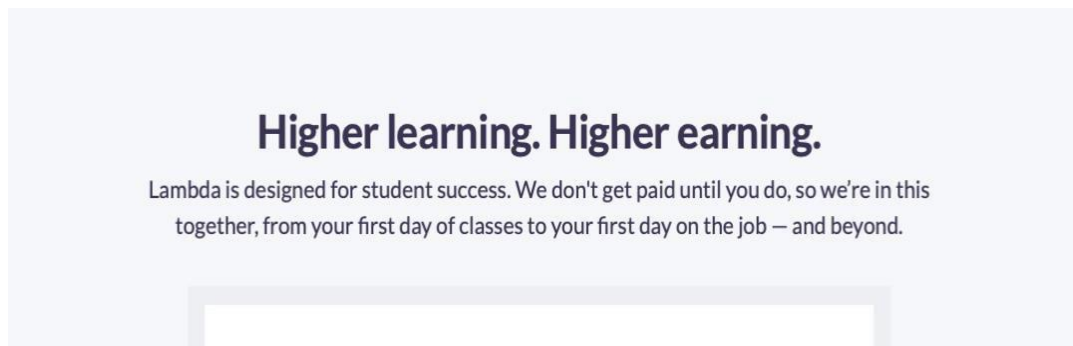 Higher learning. Higher earning.
Lambda is designed for student success. We don't get paid until you do, so we’re in this
together, from your first day of classes to your first day on the job — and beyond.